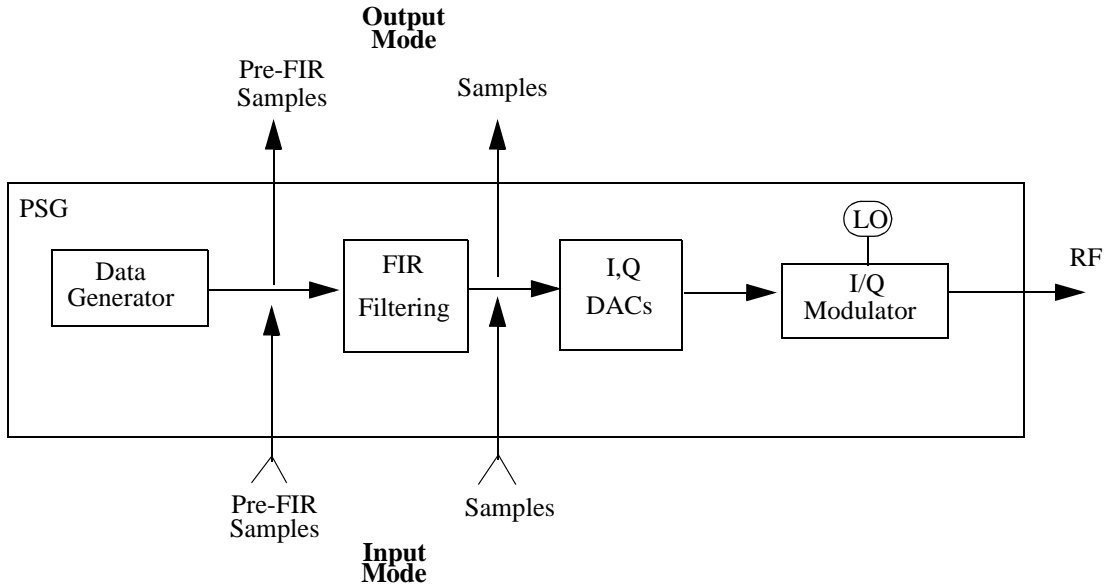 Output
Mode
Pre-FIR
Samples
Samples
PSG
LO
RF
Data
Generator
FIR
Filtering
I,Q
DACs
I/Q
Modulator
Pre-FIR
Samples
Samples
Input
Mode